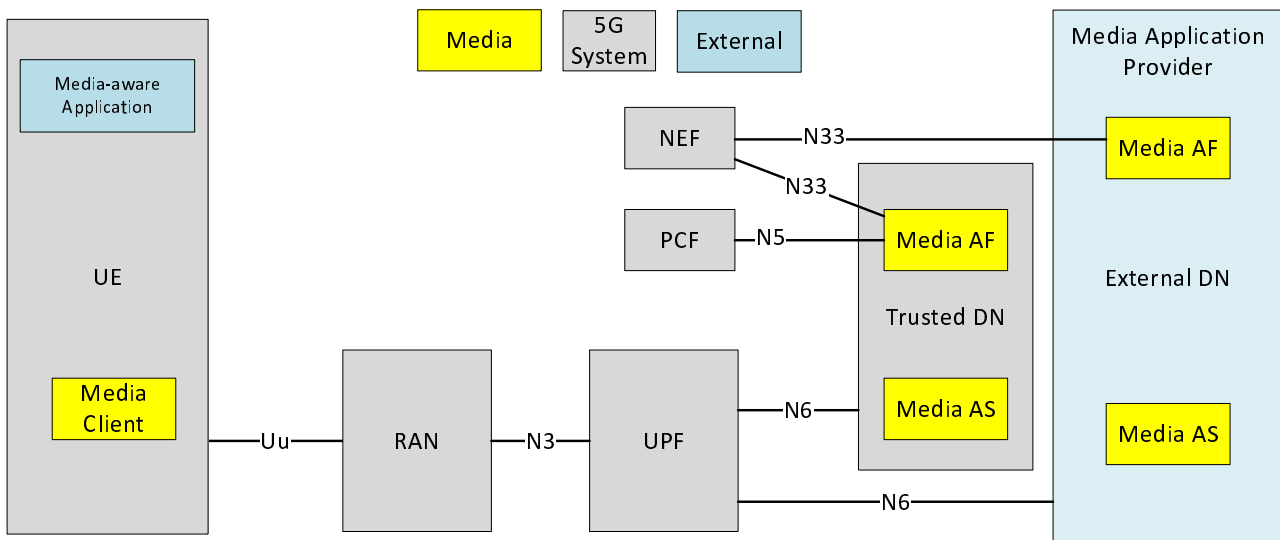 Media
5G
System
External
Media Application
Provider
Media-aware
Application
NEF
N33
Media AF
N33
PCF
N5
Media AF
UE
External DN
Trusted DN
Media
Client
Media AS
N6
Media AS
Uu
RAN
N3
UPF
N6